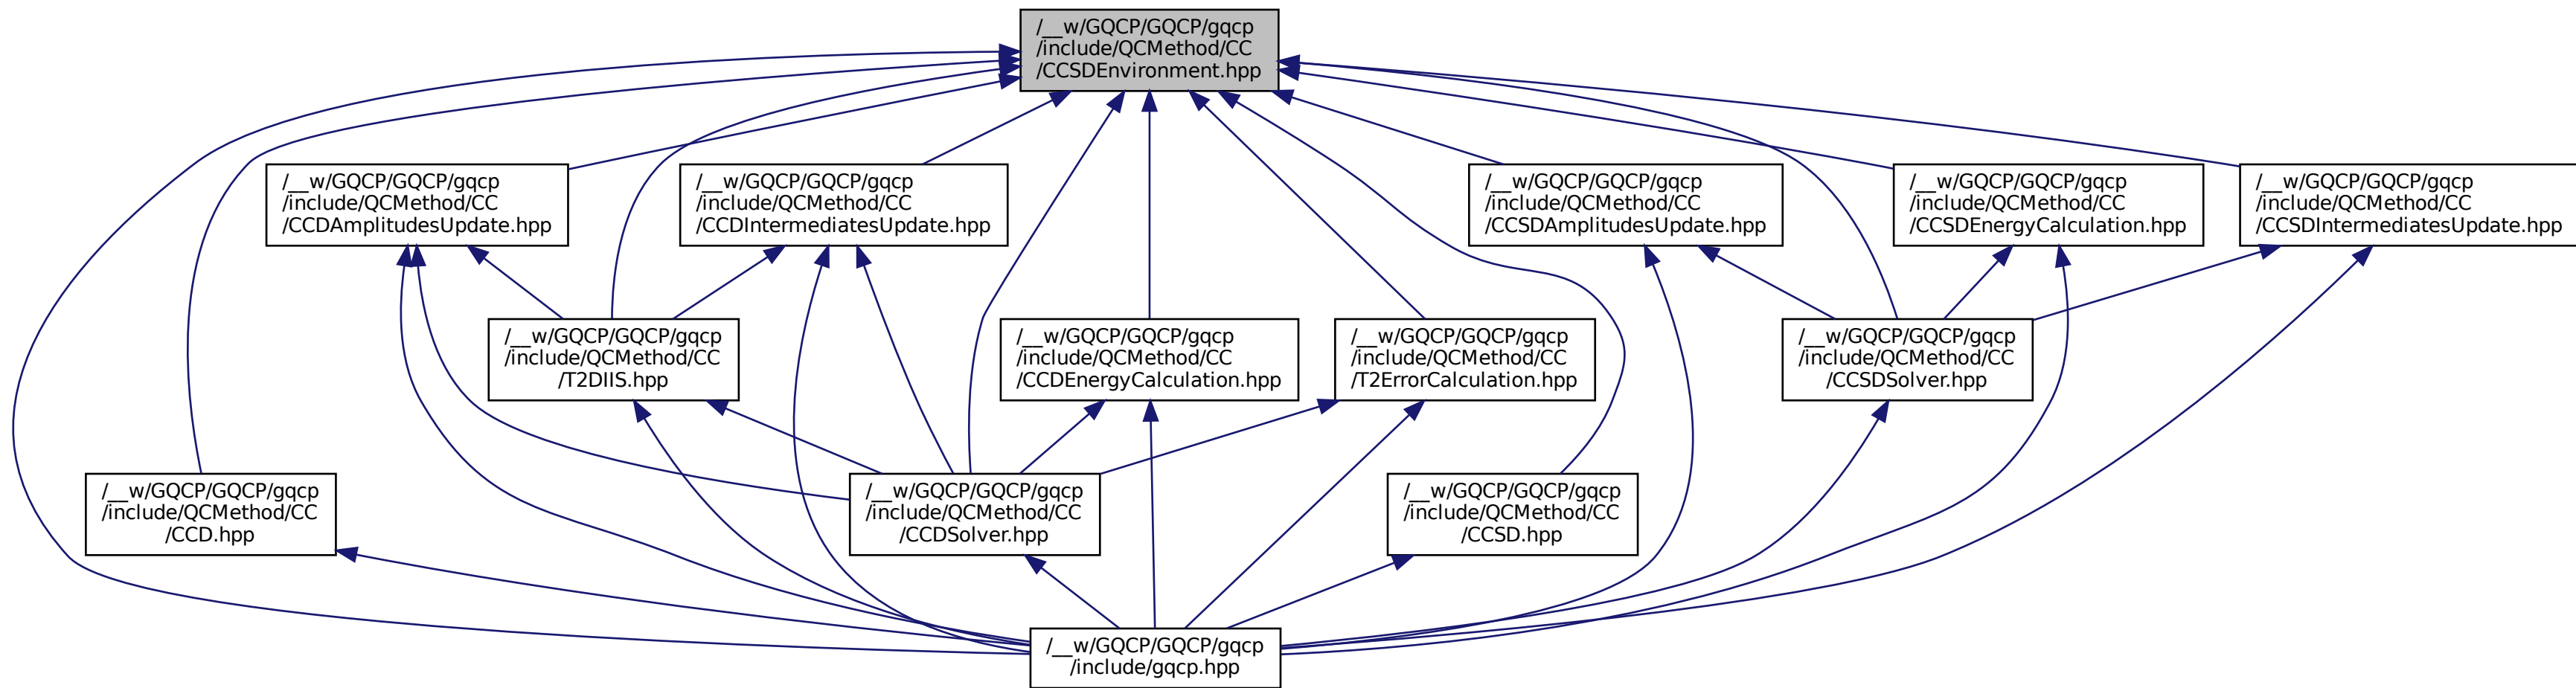 /__w/GQCP/GQCP/gqcp
/include/QCMethod/CC
/CCSDEnvironment.hpp
/__w/GQCP/GQCP/gqcp
/include/QCMethod/CC
/CCDAmplitudesUpdate.hpp
/__w/GQCP/GQCP/gqcp
/include/QCMethod/CC
/CCDIntermediatesUpdate.hpp
/__w/GQCP/GQCP/gqcp
/include/QCMethod/CC
/CCSDAmplitudesUpdate.hpp
/__w/GQCP/GQCP/gqcp
/include/QCMethod/CC
/CCSDEnergyCalculation.hpp
/__w/GQCP/GQCP/gqcp
/include/QCMethod/CC
/CCSDIntermediatesUpdate.hpp
/__w/GQCP/GQCP/gqcp
/include/QCMethod/CC
/T2DIIS.hpp
/__w/GQCP/GQCP/gqcp
/include/QCMethod/CC
/CCDEnergyCalculation.hpp
/__w/GQCP/GQCP/gqcp
/include/QCMethod/CC
/T2ErrorCalculation.hpp
/__w/GQCP/GQCP/gqcp
/include/QCMethod/CC
/CCSDSolver.hpp
/__w/GQCP/GQCP/gqcp
/include/QCMethod/CC
/CCD.hpp
/__w/GQCP/GQCP/gqcp
/include/QCMethod/CC
/CCDSolver.hpp
/__w/GQCP/GQCP/gqcp
/include/QCMethod/CC
/CCSD.hpp
/__w/GQCP/GQCP/gqcp
/include/gqcp.hpp